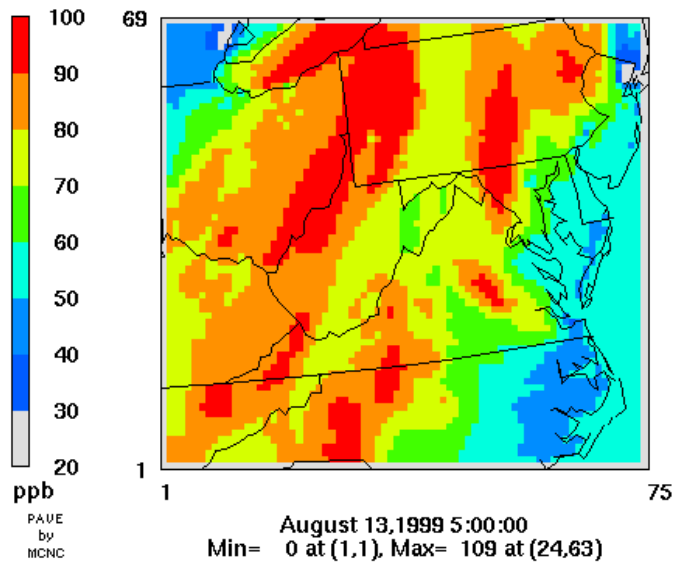 100
90
80
70
60
50
40
30
20
ppb
PAVE
by
MCNC
69
1
1
75
August 13,1999 5:00:00
Min= 0 at (1,1), Max= 109 at (24,63)